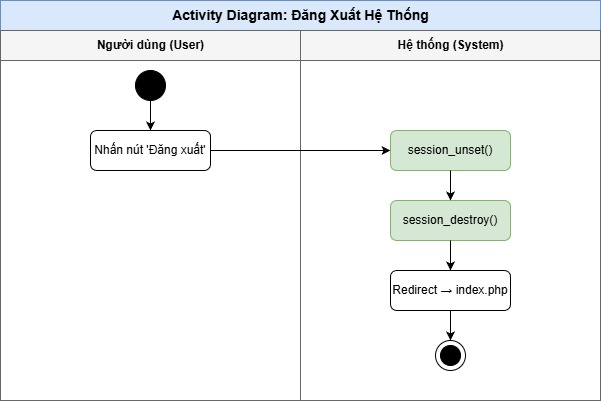 Activity Diagram: Đăng Xuất Hệ Thống
Người dùng (User)
Hệ thống (System)
Nhấn nút 'Đăng xuất'
session_unset()
session_destroy()
Redirect → index.php